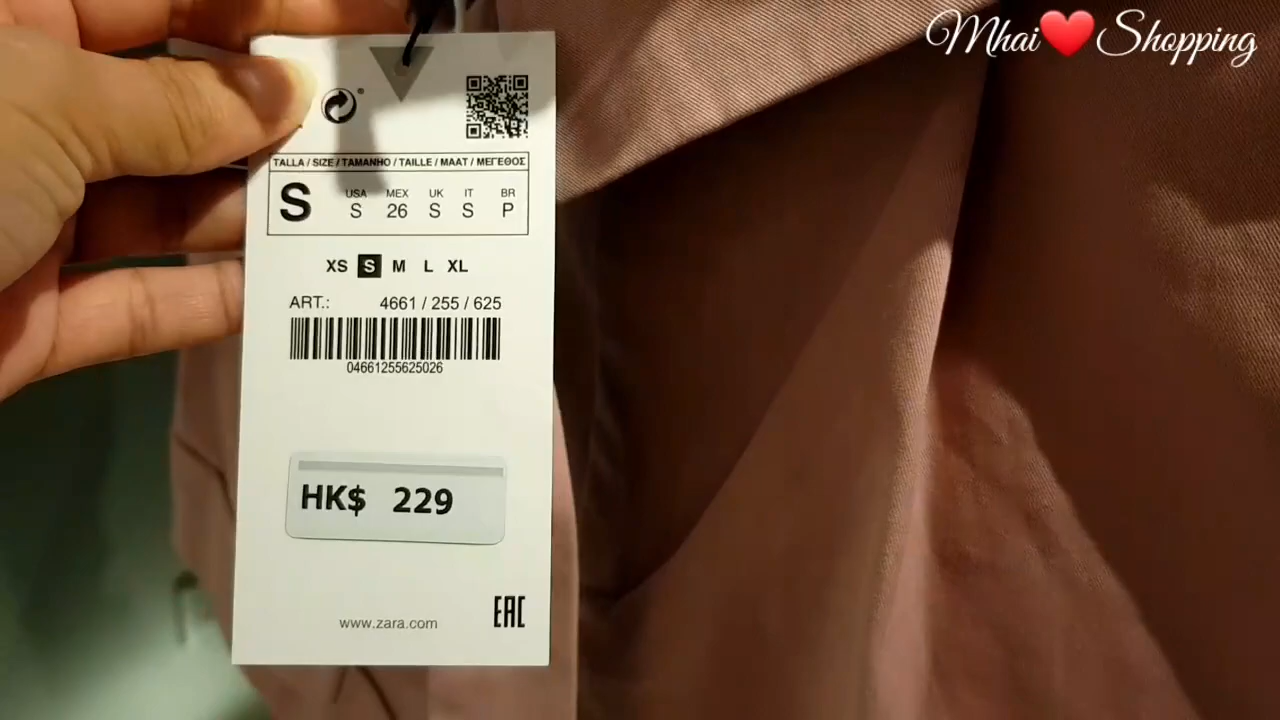 Mhai❤️Shopping
TALLA / SIZE / TAMANHO / TAILLE / MAAT / ΜΕΓΕΘΟΣ
S
USA MEX UK IT BR
S 26 S S P
XS S M L XL
ART.: 4661 / 255 / 625
04661255625026
HK$ 229
www.zara.com
EAC